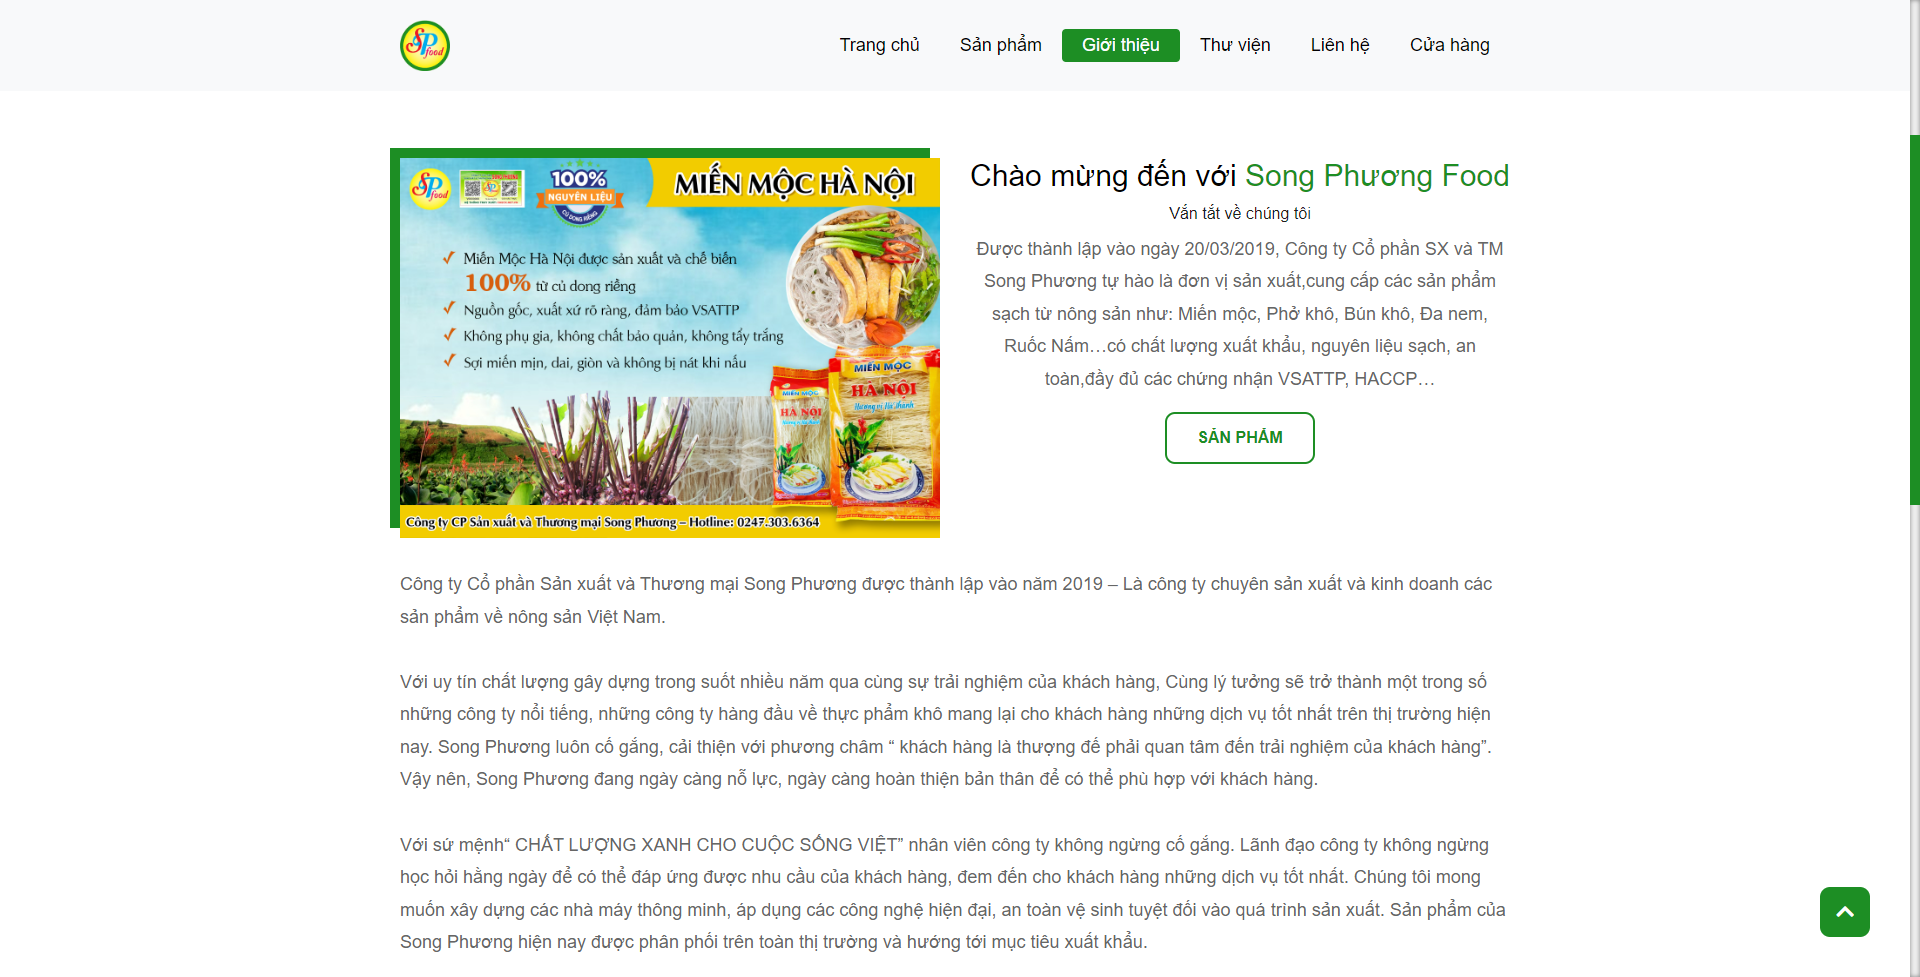 SP food
Trang chủ
Sản phẩm
Giới thiệu
Thư viện
Liên hệ
Cửa hàng
SP food
100%
NGUYÊN LIỆU
CỦ DONG RIỀNG
MIẾN MỘC HÀ NỘI
Miến Mộc Hà Nội được sản xuất và chế biến
100% từ củ dong riềng
Nguồn gốc, xuất xứ rõ ràng, đảm bảo VSATTP
Không phụ gia, không chất bảo quản, không tẩy trắng
Sợi miến mịn, dai, giòn và không bị nát khi nấu
MIẾN MỘC
HÀ NỘI
MIẾN MỘC
HÀ NỘI
Hương vị Hà thành
Công ty CP Sản xuất và Thương mại Song Phương – Hotline: 0247.303.6364
Chào mừng đến với Song Phương Food
Vắn tắt về chúng tôi
Được thành lập vào ngày 20/03/2019, Công ty Cổ phần SX và TM
Song Phương tự hào là đơn vị sản xuất,cung cấp các sản phẩm
sạch từ nông sản như: Miến mộc, Phở khô, Bún khô, Đa nem,
Ruốc Nấm…có chất lượng xuất khẩu, nguyên liệu sạch, an
toàn,đầy đủ các chứng nhận VSATTP, HACCP…
SẢN PHẨM
Công ty Cổ phần Sản xuất và Thương mại Song Phương được thành lập vào năm 2019 – Là công ty chuyên sản xuất và kinh doanh các
sản phẩm về nông sản Việt Nam.
Với uy tín chất lượng gây dựng trong suốt nhiều năm qua cùng sự trải nghiệm của khách hàng, Cùng lý tưởng sẽ trở thành một trong số
những công ty nổi tiếng, những công ty hàng đầu về thực phẩm khô mang lại cho khách hàng những dịch vụ tốt nhất trên thị trường hiện
nay. Song Phương luôn cố gắng, cải thiện với phương châm “ khách hàng là thượng đế phải quan tâm đến trải nghiệm của khách hàng”.
Vậy nên, Song Phương đang ngày càng nỗ lực, ngày càng hoàn thiện bản thân để có thể phù hợp với khách hàng.
Với sứ mệnh“ CHẤT LƯỢNG XANH CHO CUỘC SỐNG VIỆT” nhân viên công ty không ngừng cố gắng. Lãnh đạo công ty không ngừng
học hỏi hằng ngày để có thể đáp ứng được nhu cầu của khách hàng, đem đến cho khách hàng những dịch vụ tốt nhất. Chúng tôi mong
muốn xây dựng các nhà máy thông minh, áp dụng các công nghệ hiện đại, an toàn vệ sinh tuyệt đối vào quá trình sản xuất. Sản phẩm của
Song Phương hiện nay được phân phối trên toàn thị trường và hướng tới mục tiêu xuất khẩu.